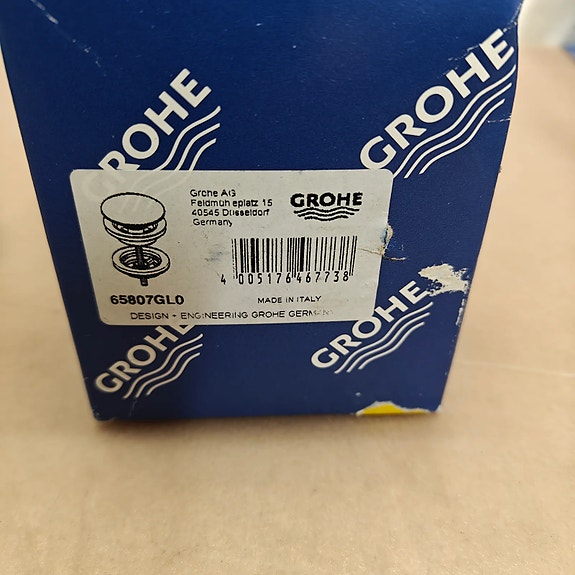 GROHE
GROHE
Grohe AG
Feldmühleplatz 15
40545 Düsseldorf
Germany
GROHE
4 005176 467738
65807GL0
MADE IN ITALY
DESIGN + ENGINEERING GROHE GERMANY
GROHE
GROHE